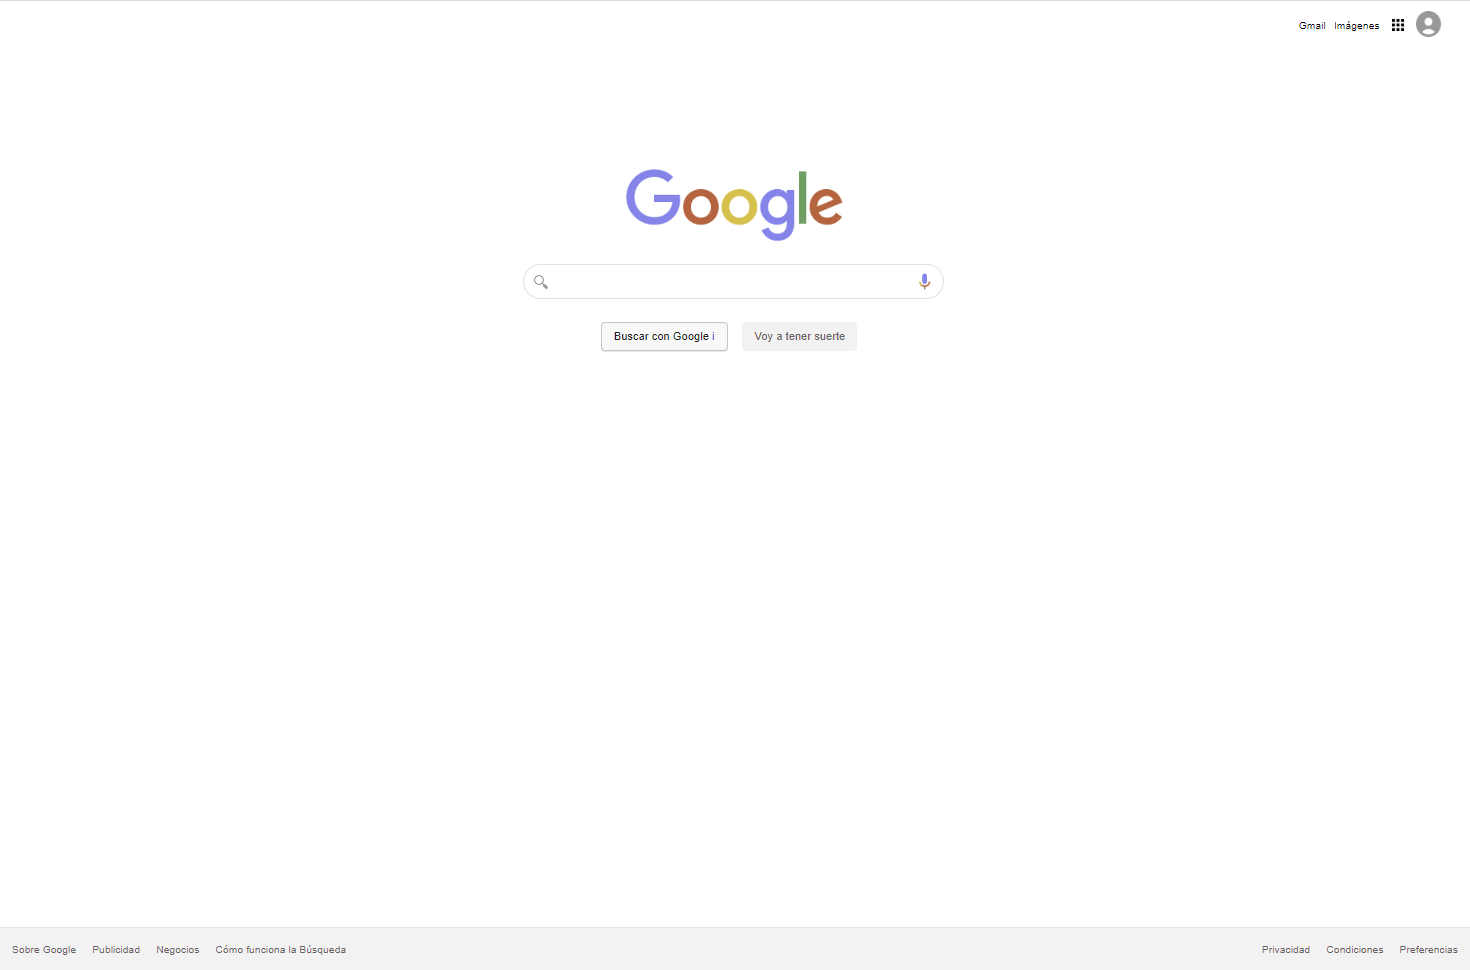 Gmail Imágenes
Google
Buscar con Google i Voy a tener suerte
Sobre Google Publicidad Negocios Cómo funciona la Búsqueda Privacidad Condiciones Preferencias